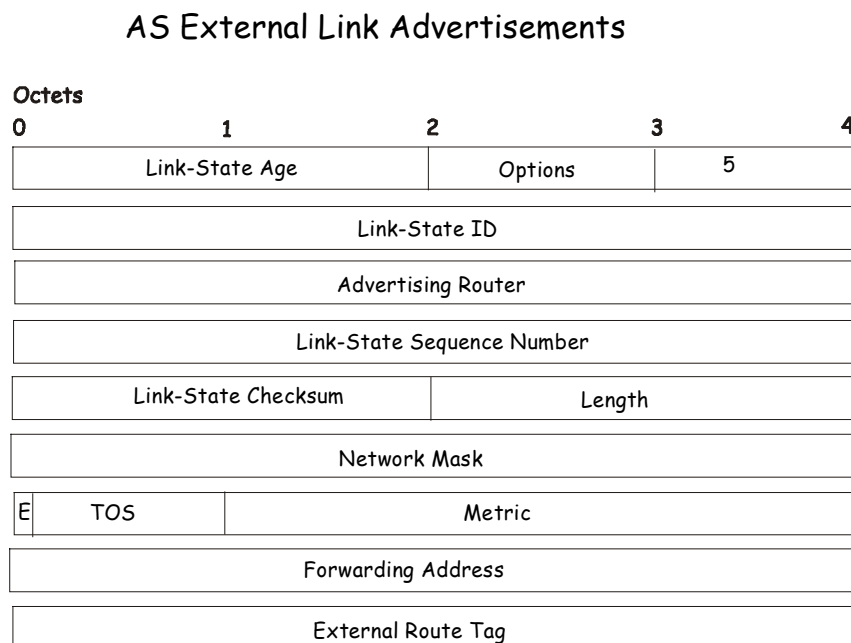 AS External Link Advertisements
Octets
0 1 2 3 4
Link-State Age Options 5
Link-State ID
Advertising Router
Link-State Sequence Number
Link-State Checksum Length
Network Mask
E TOS Metric
Forwarding Address
External Route Tag